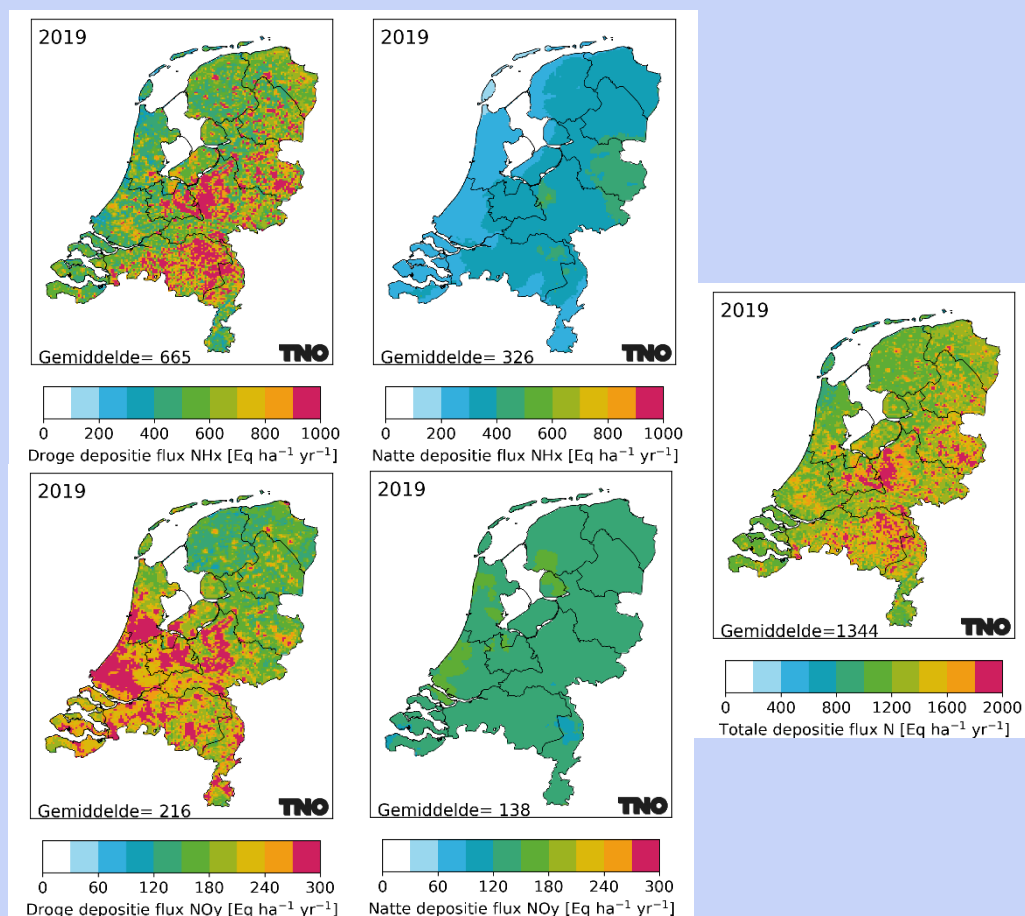 2019
Gemiddelde= 665
TNO
0 200 400 600 800 1000
Droge depositie flux NHx [Eq ha⁻¹ yr⁻¹]
2019
Gemiddelde= 326
TNO
0 200 400 600 800 1000
Natte depositie flux NHx [Eq ha⁻¹ yr⁻¹]
2019
Gemiddelde= 216
TNO
0 60 120 180 240 300
Droge depositie flux NOy [Eq ha⁻¹ yr⁻¹]
2019
Gemiddelde= 138
TNO
0 60 120 180 240 300
Natte depositie flux NOy [Eq ha⁻¹ yr⁻¹]
2019
Gemiddelde=1344
TNO
0 400 800 1200 1600 2000
Totale depositie flux N [Eq ha⁻¹ yr⁻¹]